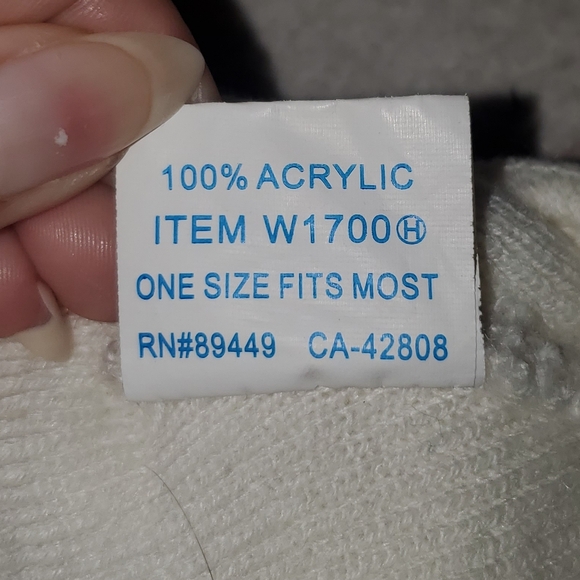 100% ACRYLIC
ITEM W1700Ⓗ
ONE SIZE FITS MOST
RN#89449 CA-42808